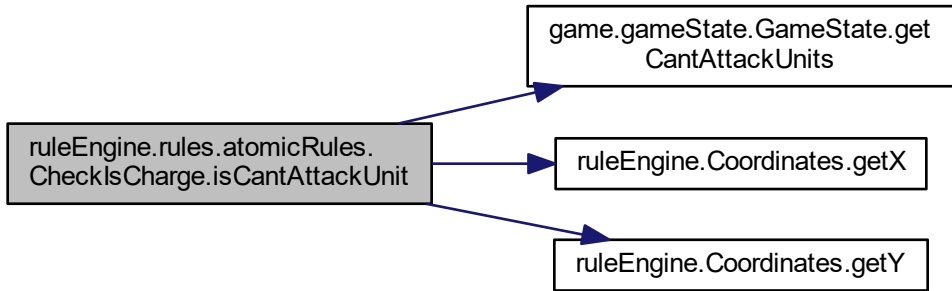 game.gameState.GameState.get
CantAttackUnits
ruleEngine.rules.atomicRules.
CheckIsCharge.isCantAttackUnit
ruleEngine.Coordinates.getX
ruleEngine.Coordinates.getY